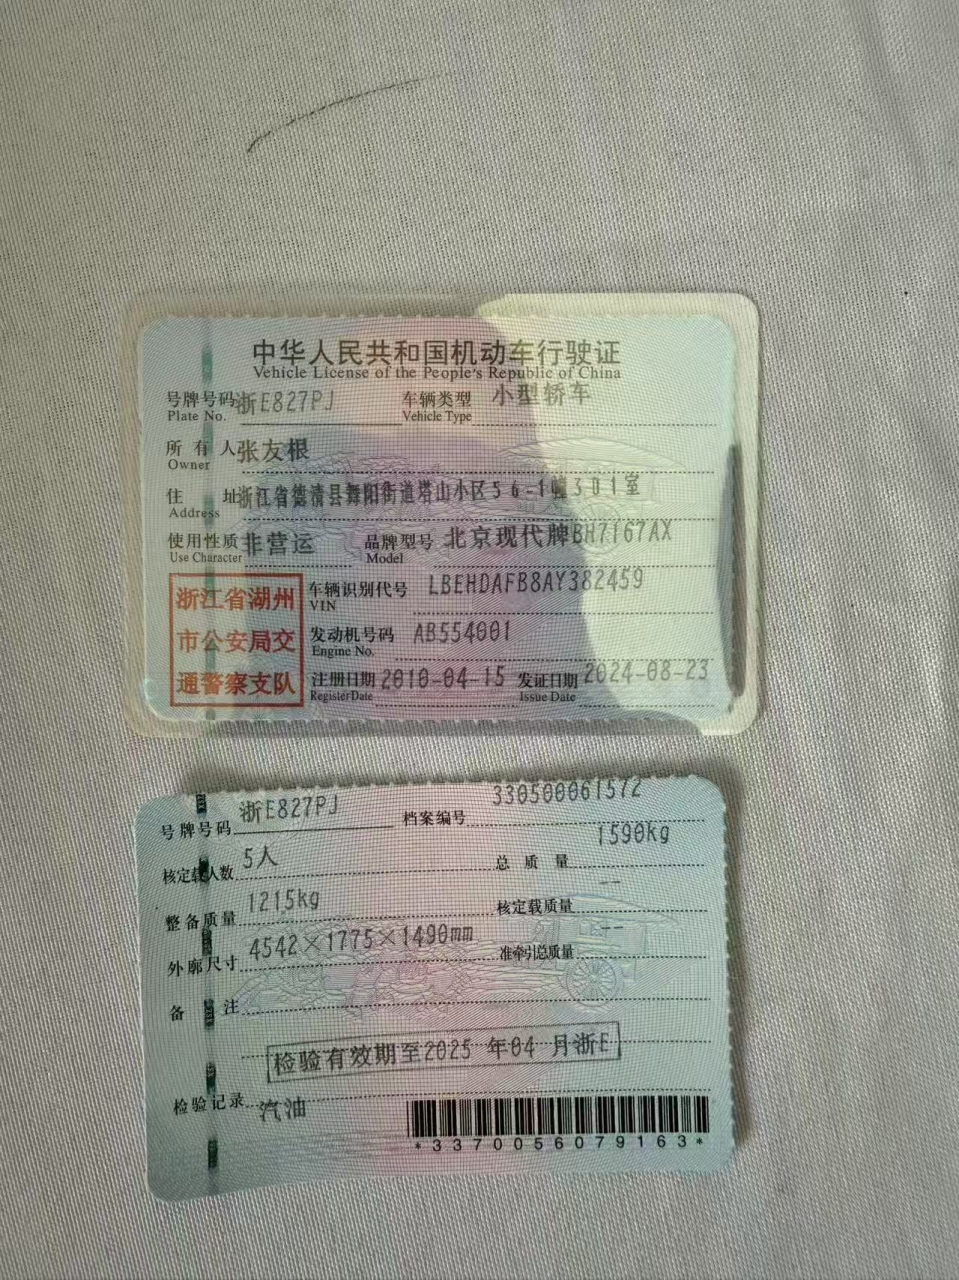 中华人民共和国机动车行驶证
Vehicle License of the People's Republic of China
号牌号码 浙E827PJ 车辆类型 小型轿车
Plate No. Vehicle Type
所有人 张友根
Owner
住址 浙江省德清县舞阳街道塔山小区56-1幢301室
Address
使用性质 非营运 品牌型号 北京现代牌BH7167AX
Use Character Model
浙江省湖州
市公安局交
通警察支队
车辆识别代号 LBEHDAFB8AY382459
VIN
发动机号码 AB554001
Engine No.
注册日期 2010-04-15 发证日期 2024-08-23
Register Date Issue Date
号牌号码 浙E827PJ 档案编号 330500061572
核定载人数 5人 总质量 1590kg
整备质量 1215kg 核定载质量 --
外廓尺寸 4542×1775×1490mm 准牵引总质量 --
备注
检验有效期至2025年04月浙E
检验记录 汽油
*3370056079163*